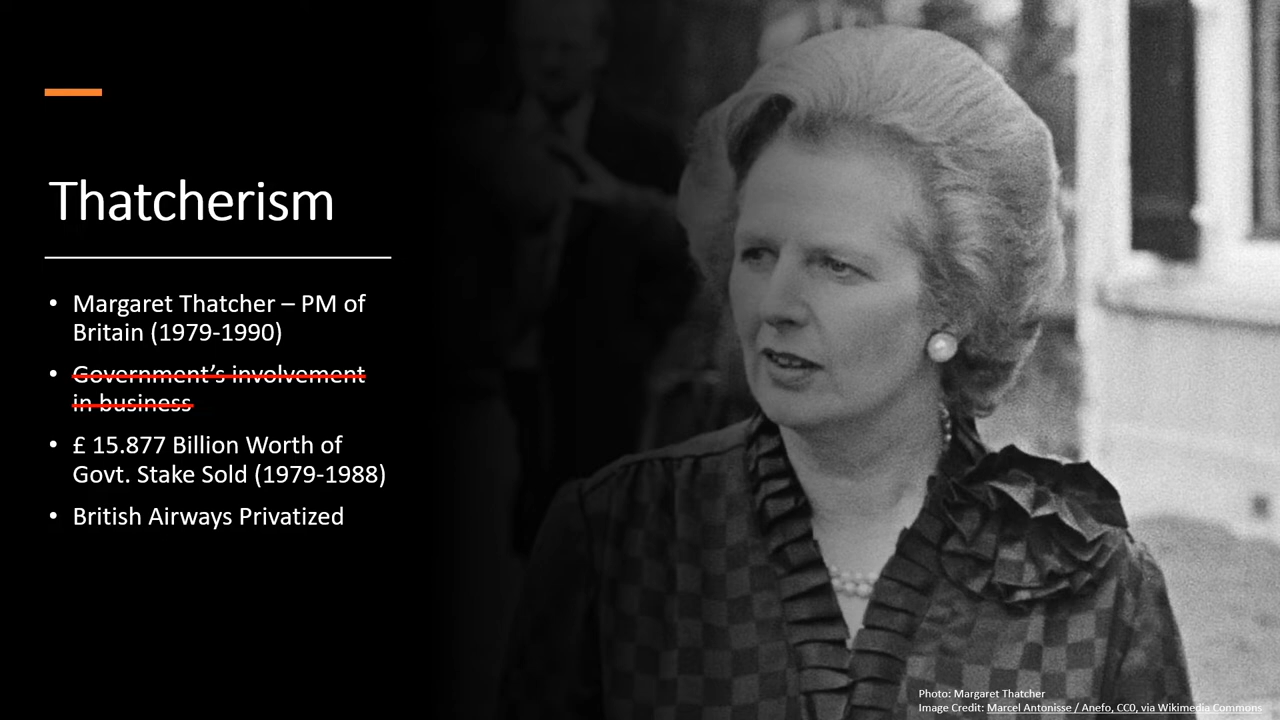 Thatcherism
• Margaret Thatcher – PM of
Britain (1979-1990)
• Government’s involvement
in business
• £ 15.877 Billion Worth of
Govt. Stake Sold (1979-1988)
• British Airways Privatized
Photo: Margaret Thatcher
Image Credit: Marcel Antonisse / Anefo, CC0, via Wikimedia Commons